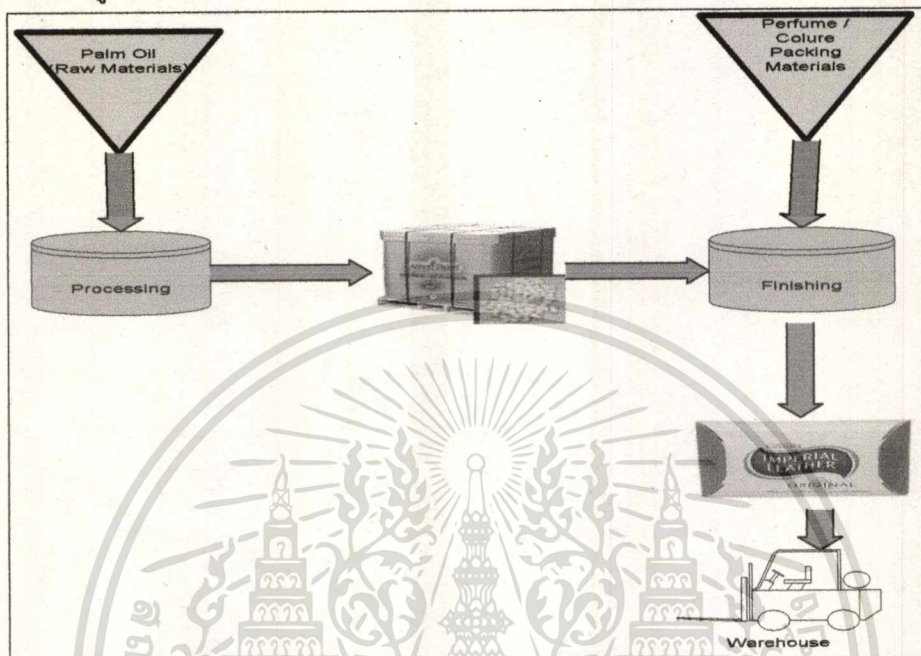 Palm Oil
(Raw Materials)
Perfume /
Colure
Packing
Materials
Processing
Finishing
IMPERIAL
LEATHER
ORIGINAL
Warehouse